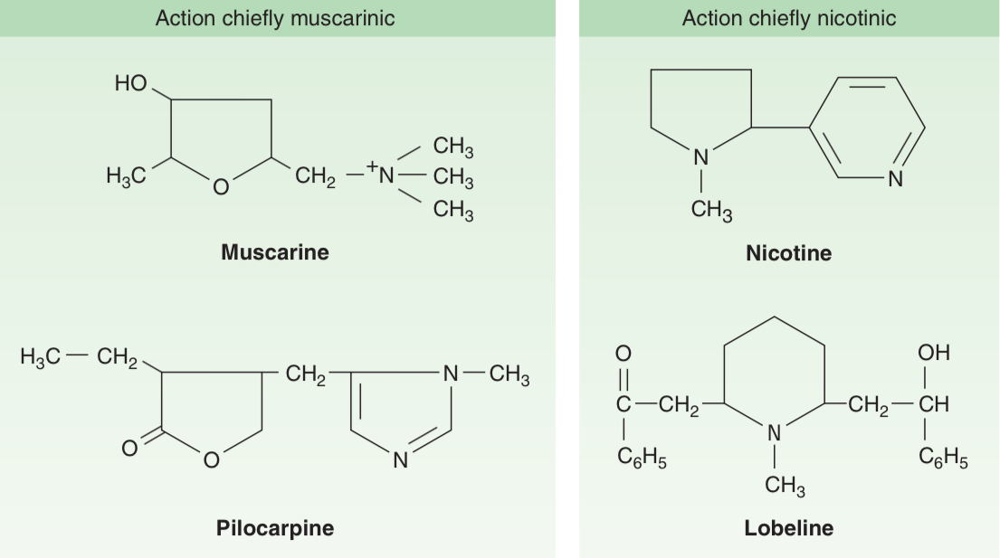 Action chiefly muscarinic
HO
H₃C
O
CH₂
+N
CH₃
CH₃
CH₃
Muscarine
H₃C
CH₂
CH₂
N
CH₃
O
O
N
Pilocarpine
Action chiefly nicotinic
N
CH₃
N
Nicotine
O
OH
C
CH₂
CH₂
CH
N
C₆H₅
C₆H₅
CH₃
Lobeline